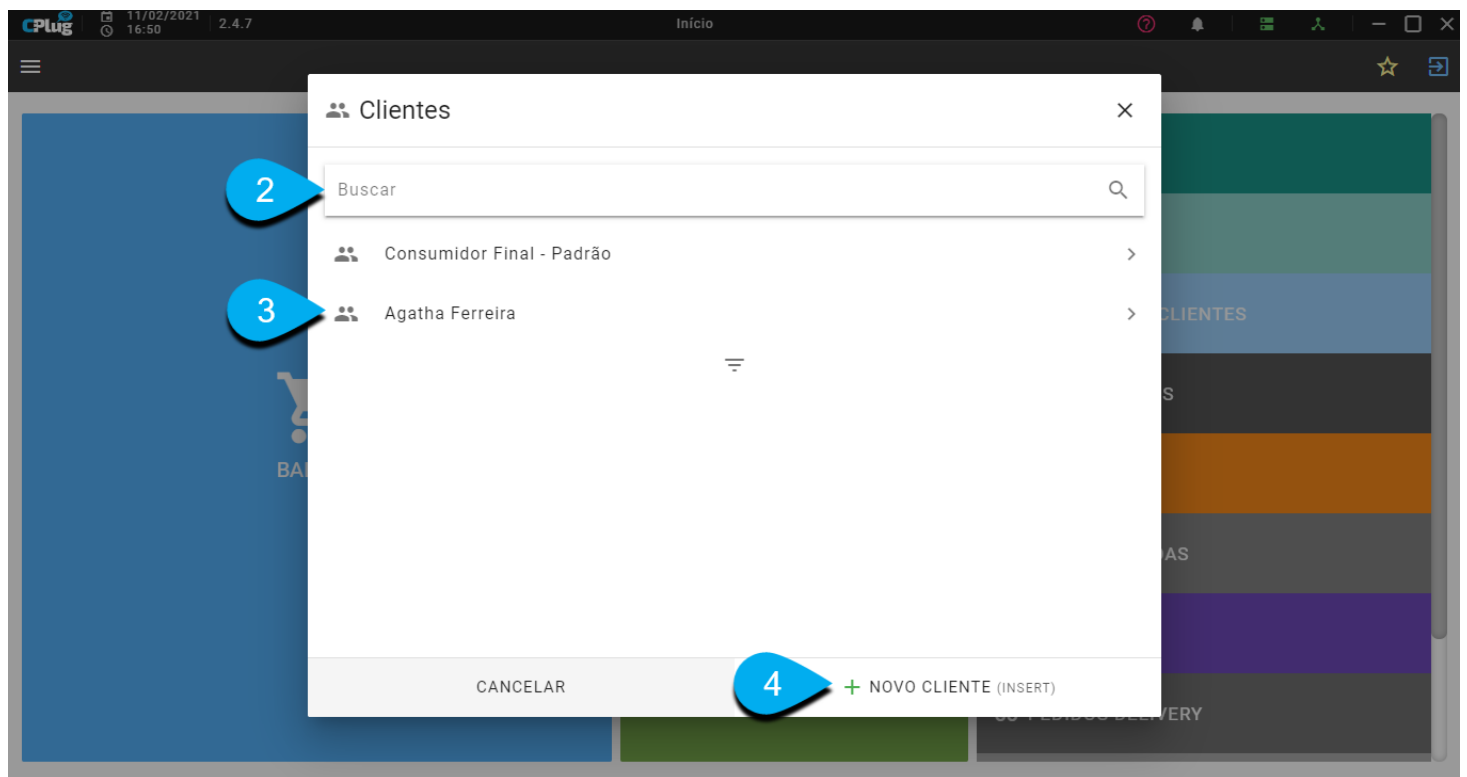 CPlug
11/02/2021
16:50
2.4.7
Início
Clientes
2
Buscar
Consumidor Final - Padrão
3
Agatha Ferreira
CLIENTES
CANCELAR
4
NOVO CLIENTE (INSERT)